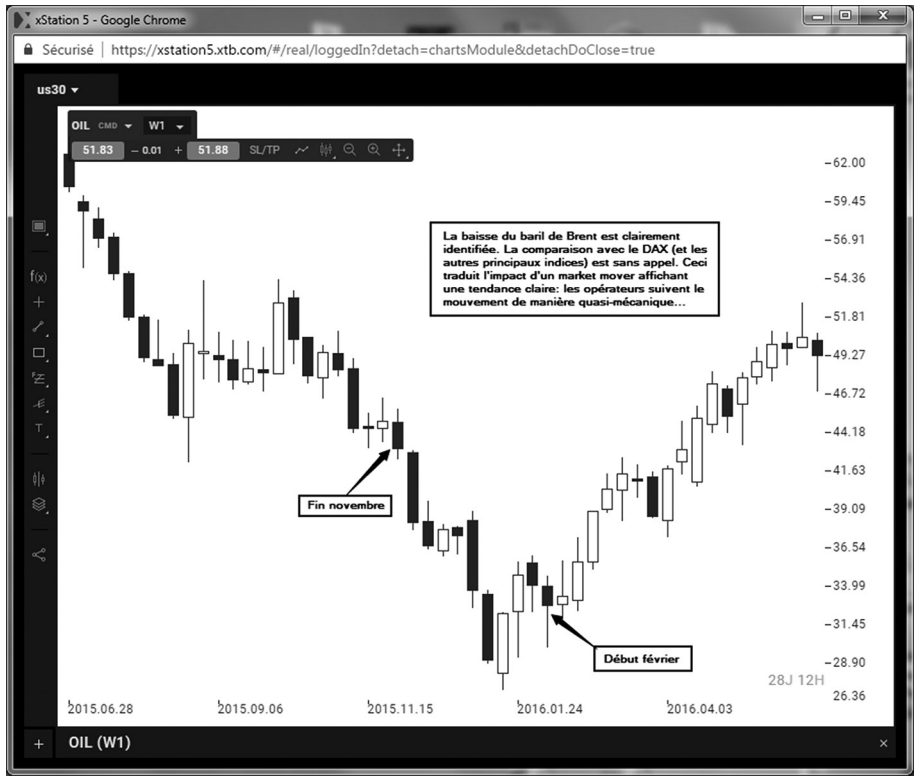 xStation 5 - Google Chrome
Sécurisé | https://xstation5.xtb.com/#/real/loggedIn?detach=chartsModule&detachDoClose=true
us30
OIL CMD W1
51.83 – 0.01 + 51.88 SL/TP
62.00
59.45
La baisse du baril de Brent est clairement
identifiée. La comparaison avec le DAX (et les
autres principaux indices) est sans appel. Ceci
traduit l'impact d'un market mover affichant
une tendance claire: les opérateurs suivent le
mouvement de manière quasi-mécanique...
56.91
54.36
51.81
49.27
46.72
44.18
41.63
39.09
36.54
33.99
31.45
28.90
26.36
f(x)
T
Fin novembre
Début février
28J 12H
2015.06.28 2015.09.06 2015.11.15 2016.01.24 2016.04.03
+ OIL (W1) ×